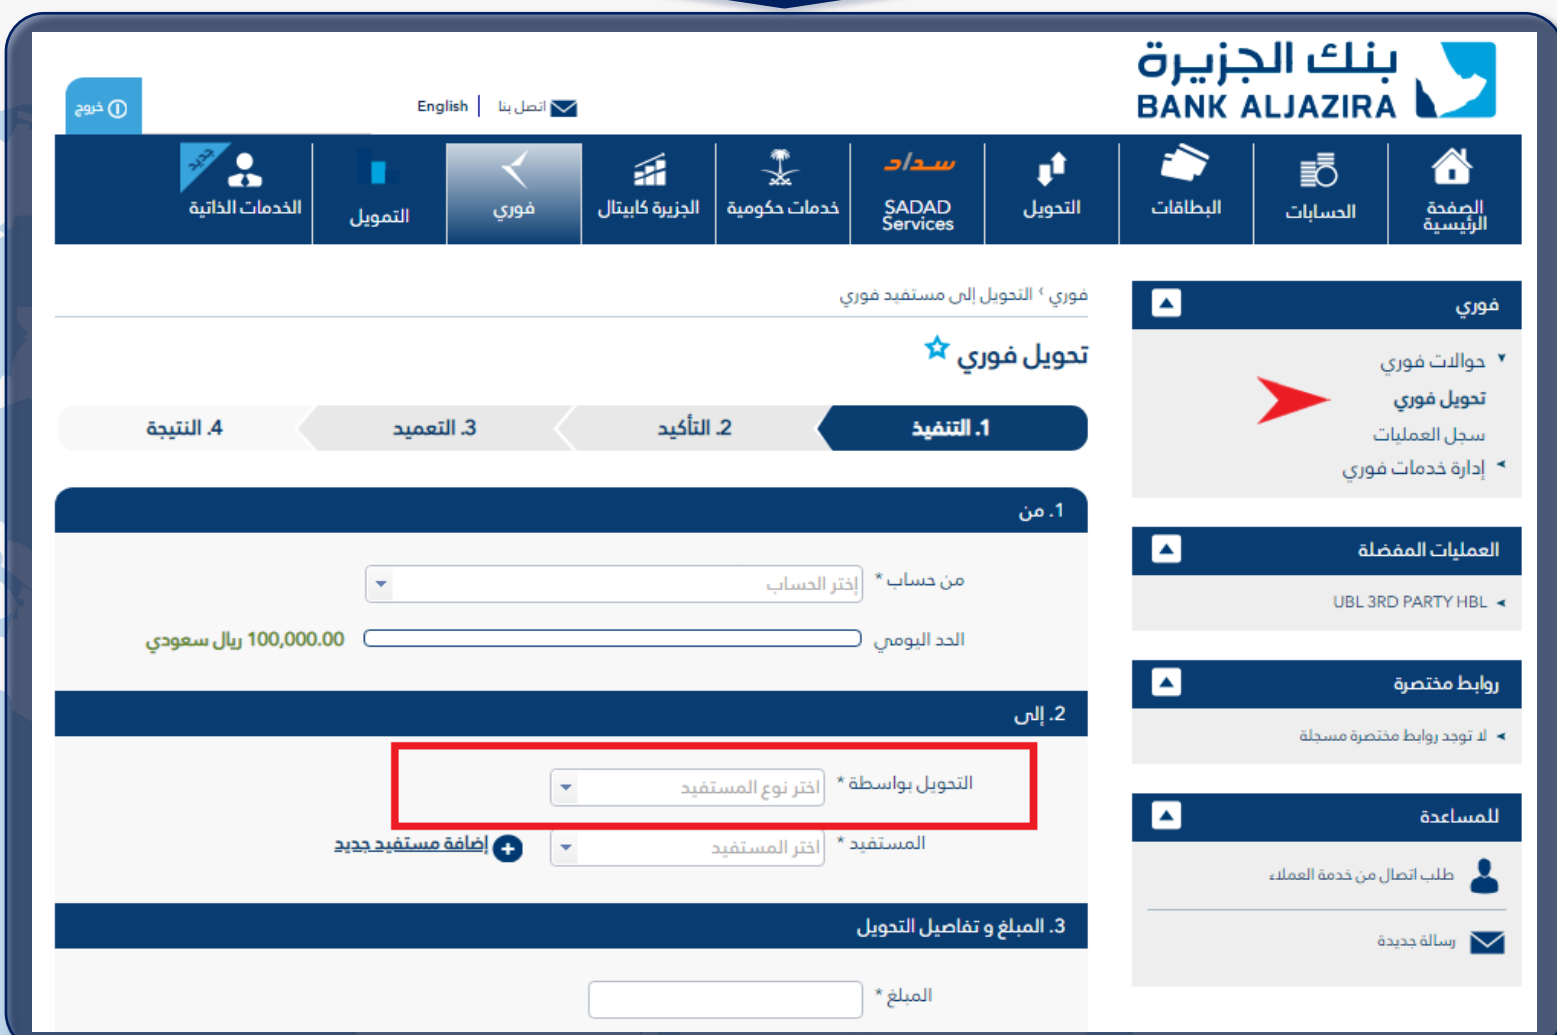 بنك الجزيرة
BANK ALJAZIRA
اتصل بنا | English
خروج
الصفحة الرئيسية
الحسابات
البطاقات
التحويل
سداد
SADAD
Services
خدمات حكومية
الجزيرة كابيتال
فوري
التمويل
الخدمات الذاتية
جديد
فوري
حوالات فوري
تحويل فوري
سجل العمليات
إدارة خدمات فوري
العمليات المفضلة
UBL 3RD PARTY HBL
روابط مختصرة
لا توجد روابط مختصرة مسجلة
للمساعدة
طلب اتصال من خدمة العملاء
رسالة جديدة
فوري › التحويل إلى مستفيد فوري
تحويل فوري
1. التنفيذ
2. التأكيد
3. التعميد
4. النتيجة
1. من
من حساب * إختر الحساب
الحد اليومي 100,000.00 ريال سعودي
2. إلى
التحويل بواسطة * اختر نوع المستفيد
المستفيد * اختر المستفيد إضافة مستفيد جديد
3. المبلغ و تفاصيل التحويل
المبلغ *